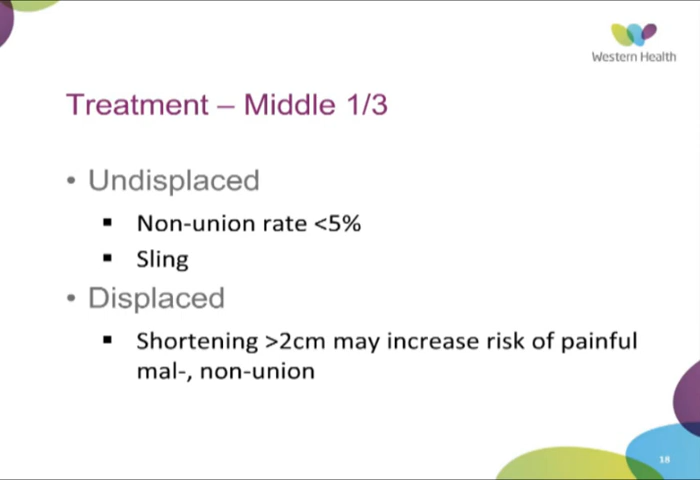 Western Health
Treatment – Middle 1/3
• Undisplaced
▪ Non-union rate <5%
▪ Sling
• Displaced
▪ Shortening >2cm may increase risk of painful
mal-, non-union
18